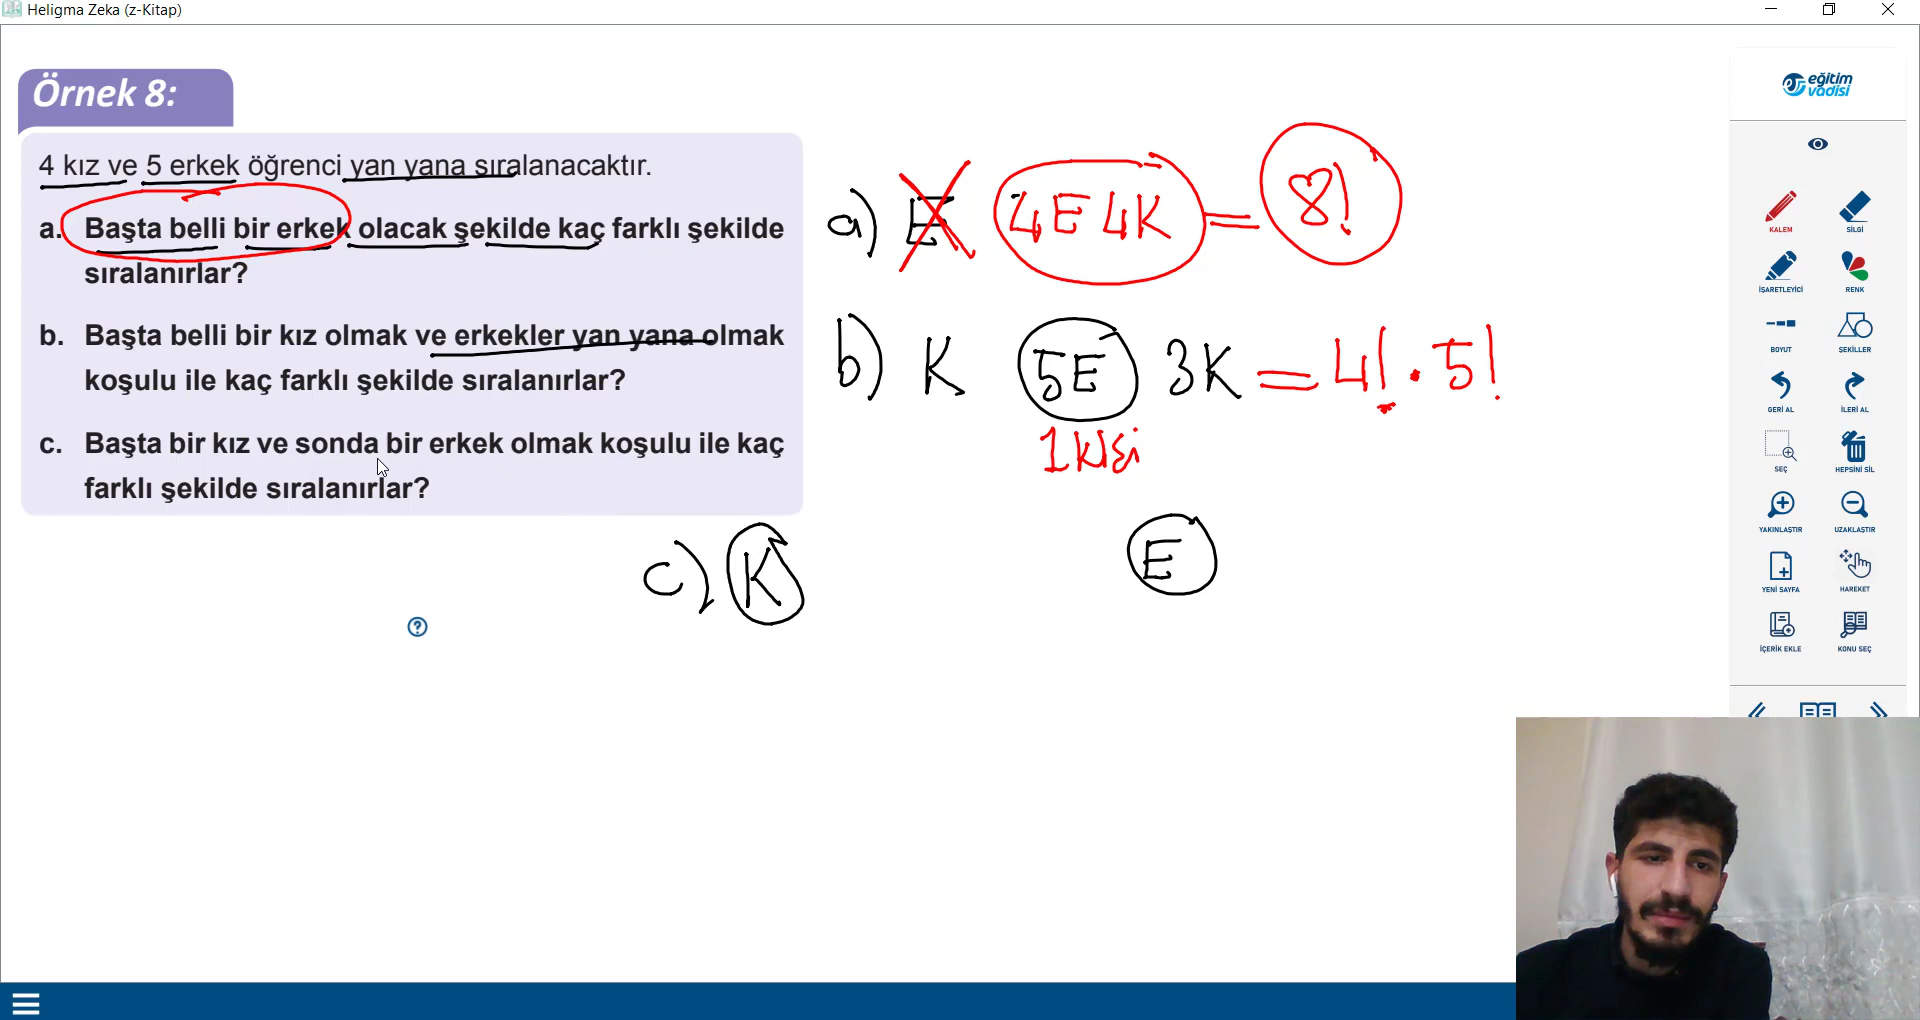 Heligma Zeka (z-Kitap)
Örnek 8:
4 kız ve 5 erkek öğrenci yan yana sıralanacaktır.
a. Başta belli bir erkek olacak şekilde kaç farklı şekilde
sıralanırlar?
b. Başta belli bir kız olmak ve erkekler yan yana olmak
koşulu ile kaç farklı şekilde sıralanırlar?
c. Başta bir kız ve sonda bir erkek olmak koşulu ile kaç
farklı şekilde sıralanırlar?
a) E 4E 4K = 8!
b) K 5E 3K = 4! . 5!
1 kişi
c) K E
eğitim
vadisi
KALEM
SİLGİ
İŞARETLEYİCİ
RENK
BOYUT
ŞEKİLLER
GERİ AL
İLERİ AL
SEÇ
HEPSİNİ SİL
YAKINLAŞTIR
UZAKLAŞTIR
YENİ SAYFA
HAREKET
İÇERİK EKLE
KONU SEÇ